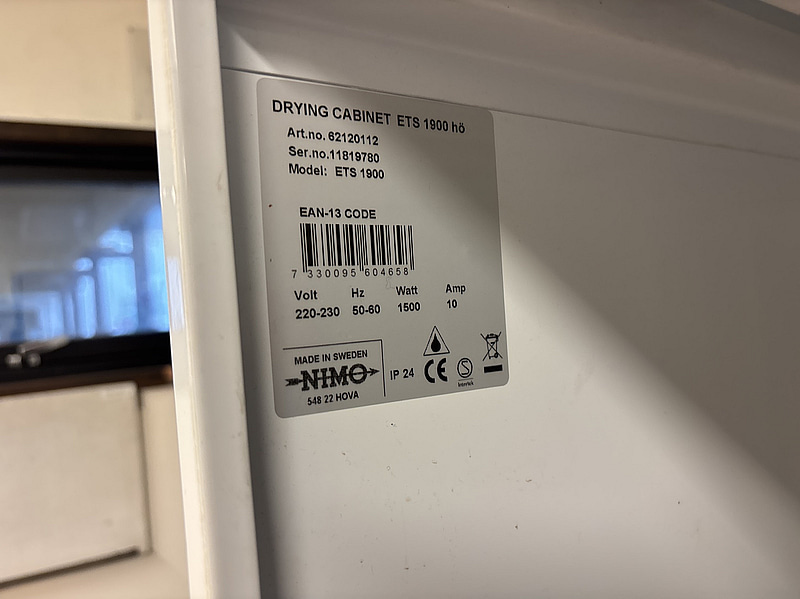 DRYING CABINET ETS 1900 hö
Art.no. 62120112
Ser.no.11819780
Model: ETS 1900
EAN-13 CODE
7 330095 604658
Volt Hz Watt Amp
220-230 50-60 1500 10
MADE IN SWEDEN
NIMO
548 22 HOVA
IP 24
CE
S
Intertek